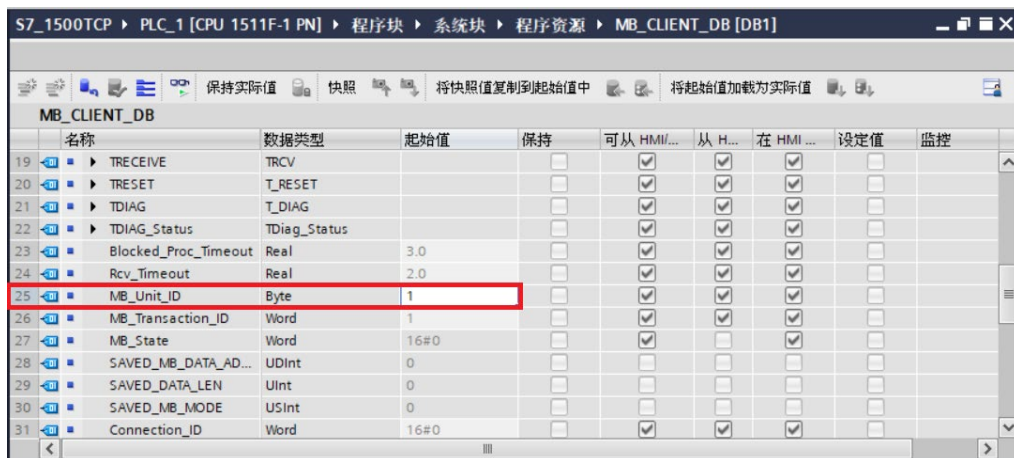 S7_1500TCP ▸ PLC_1 [CPU 1511F-1 PN] ▸ 程序块 ▸ 系统块 ▸ 程序资源 ▸ MB_CLIENT_DB [DB1]
保持实际值 快照 将快照值复制到起始值中 将起始值加载为实际值
MB_CLIENT_DB
名称 数据类型 起始值 保持 可从 HMI/... 从 H... 在 HMI ... 设定值 监控
19 TRECEIVE TRCV
20 TRESET T_RESET
21 TDIAG T_DIAG
22 TDIAG_Status TDiag_Status
23 Blocked_Proc_Timeout Real 3.0
24 Rcv_Timeout Real 2.0
25 MB_Unit_ID Byte 1
26 MB_Transaction_ID Word 1
27 MB_State Word 16#0
28 SAVED_MB_DATA_AD... UDInt 0
29 SAVED_DATA_LEN UInt 0
30 SAVED_MB_MODE USInt 0
31 Connection_ID Word 16#0